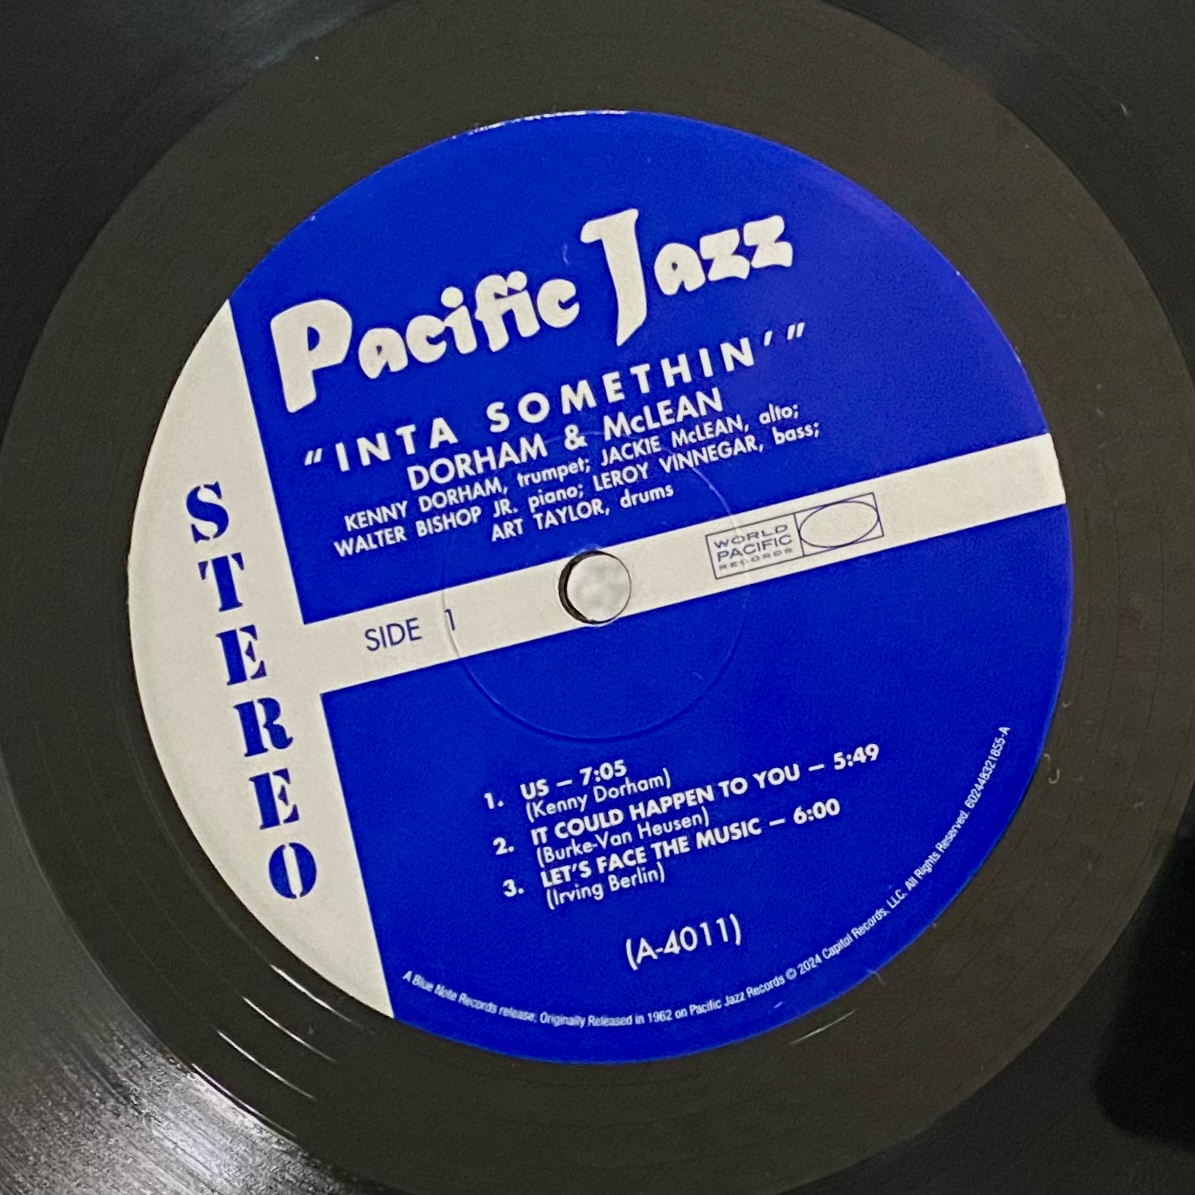 Pacific Jazz
“INTA SOMETHIN’”
DORHAM & McLEAN
KENNY DORHAM, trumpet; JACKIE McLEAN, alto;
WALTER BISHOP JR. piano; LEROY VINNEGAR, bass;
ART TAYLOR, drums
STEREO
SIDE 1
WORLD
PACIFIC
RECORDS
1. US – 7:05
(Kenny Dorham)
2. IT COULD HAPPEN TO YOU – 5:49
(Burke-Van Heusen)
3. LET'S FACE THE MUSIC – 6:00
(Irving Berlin)
(A-4011)
A Blue Note Records release; Originally Released in 1962 on Pacific Jazz Records © 2024 Capitol Records, LLC. All Rights Reserved. 602448321855-A